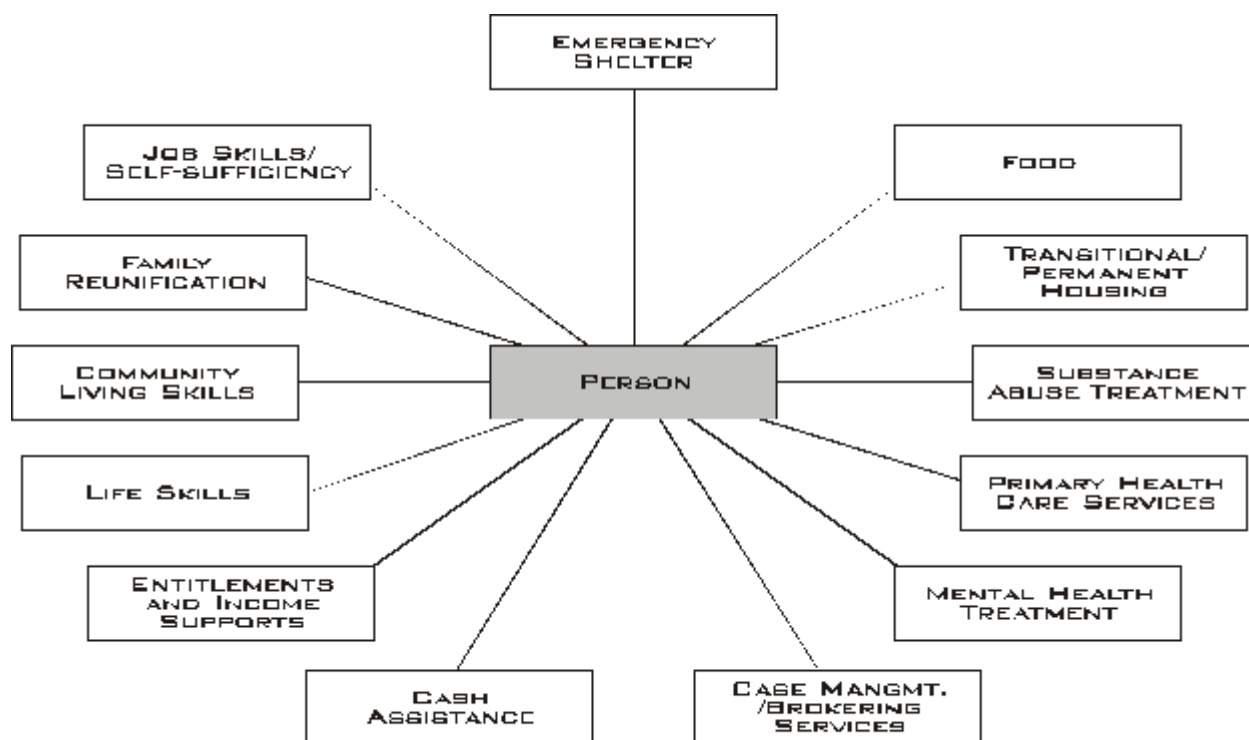 EMERGENCY
SHELTER
JOB SKILLS/
SELF-SUFFICIENCY
FOOD
FAMILY
REUNIFICATION
TRANSITIONAL/
PERMANENT
HOUSING
COMMUNITY
LIVING SKILLS
PERSON
SUBSTANCE
ABUSE TREATMENT
LIFE SKILLS
PRIMARY HEALTH
CARE SERVICES
ENTITLEMENTS
AND INCOME
SUPPORTS
MENTAL HEALTH
TREATMENT
CASH
ASSISTANCE
CASE MANGMT.
/BROKERING
SERVICES